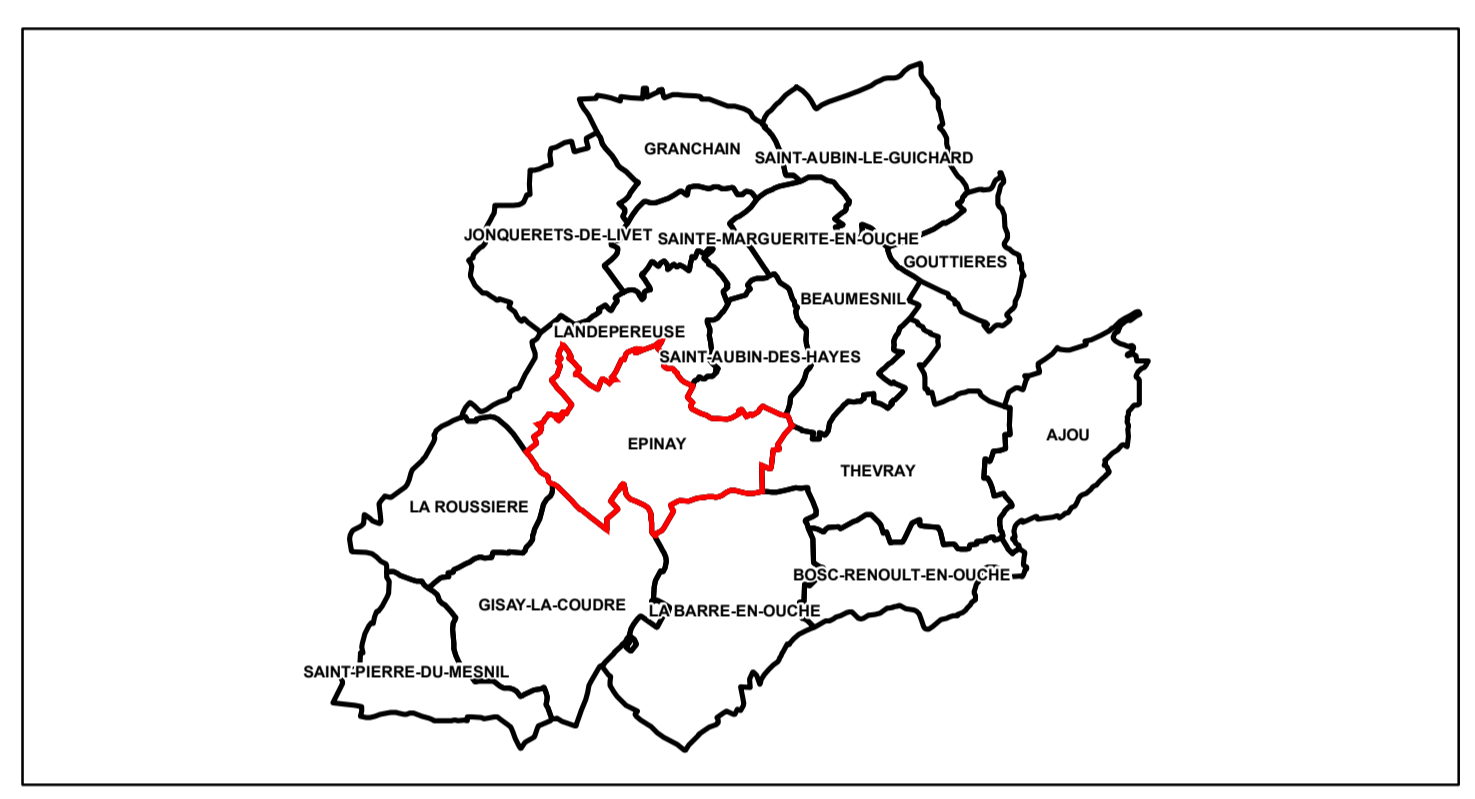 GRANCHAIN
SAINT-AUBIN-LE-GUICHARD
JONQUERETS-DE-LIVET
SAINTE-MARGUERITE-EN-OUCHE
GOUTTIERES
BEAUMESNIL
LANDEPEREUSE
SAINT-AUBIN-DES-HAYES
EPINAY
AJOU
THEVRAY
LA ROUSSIERE
BOSC-RENOULT-EN-OUCHE
GISAY-LA-COUDRE
LA BARRE-EN-OUCHE
SAINT-PIERRE-DU-MESNIL